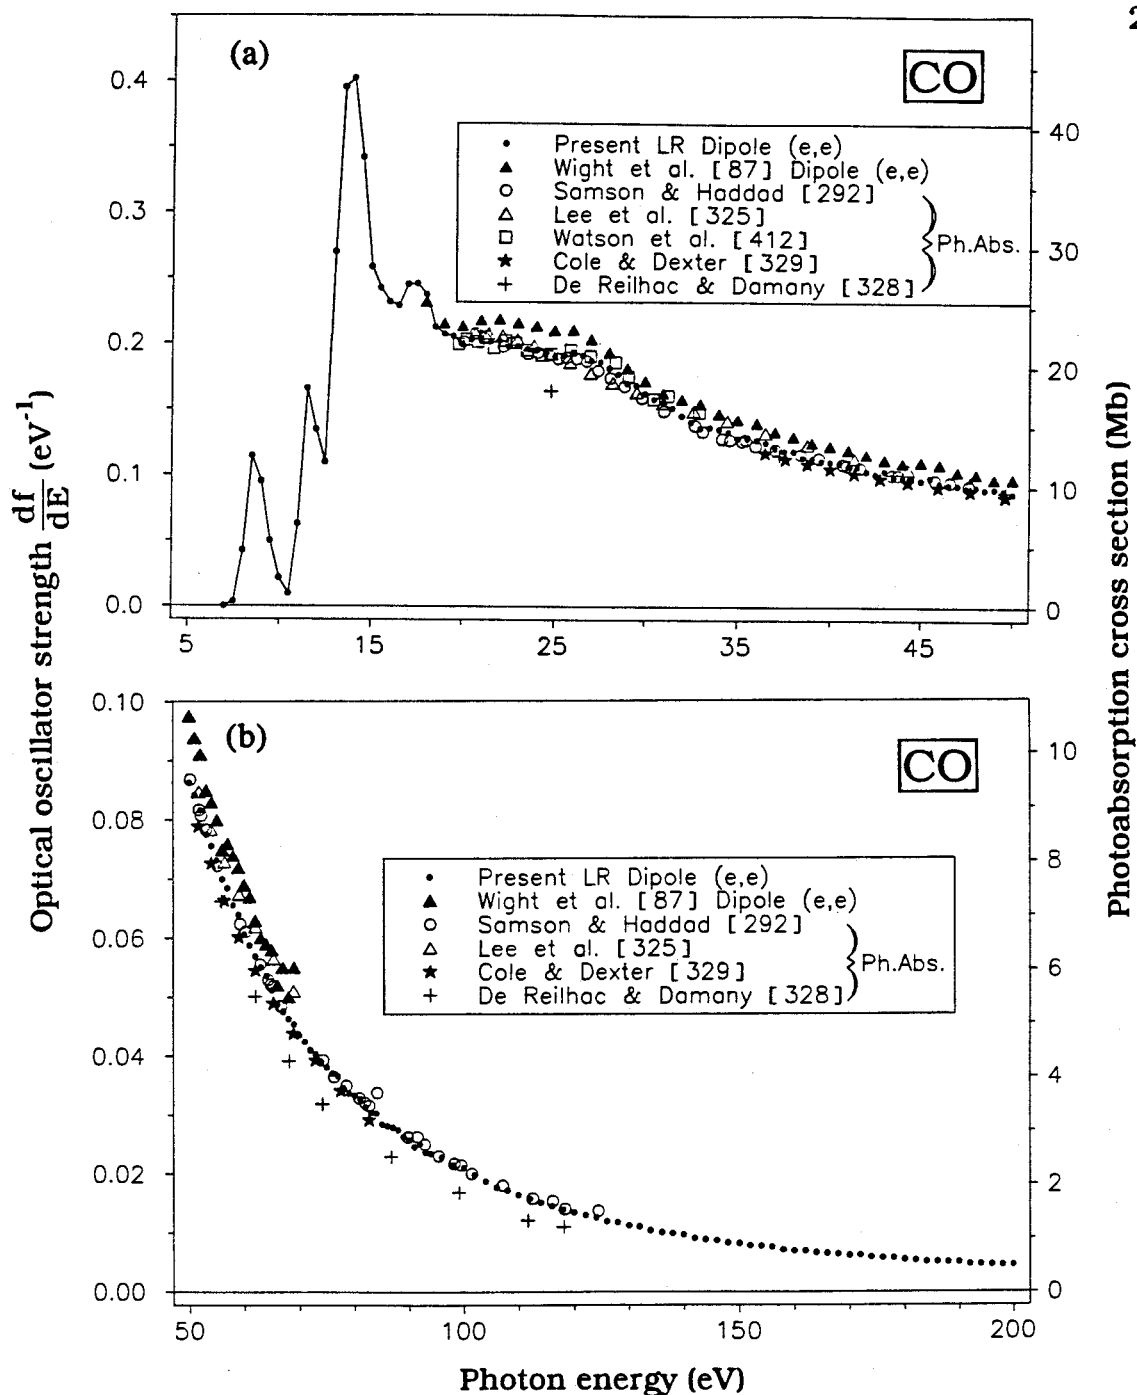 2
(a)
CO
Present LR Dipole (e,e)
Wight et al. [87] Dipole (e,e)
Samson & Haddad [292]
Lee et al. [325]
Watson et al. [412]
Cole & Dexter [329]
De Reilhac & Damany [328]
Ph.Abs.
0.4
0.3
0.2
0.1
0.0
40
30
20
10
0
5
15
25
35
45
Optical oscillator strength df/dE (eV⁻¹)
Photoabsorption cross section (Mb)
(b)
CO
Present LR Dipole (e,e)
Wight et al. [87] Dipole (e,e)
Samson & Haddad [292]
Lee et al. [325]
Cole & Dexter [329]
De Reilhac & Damany [328]
Ph.Abs.
0.10
0.08
0.06
0.04
0.02
0.00
10
8
6
4
2
0
50
100
150
200
Photon energy (eV)